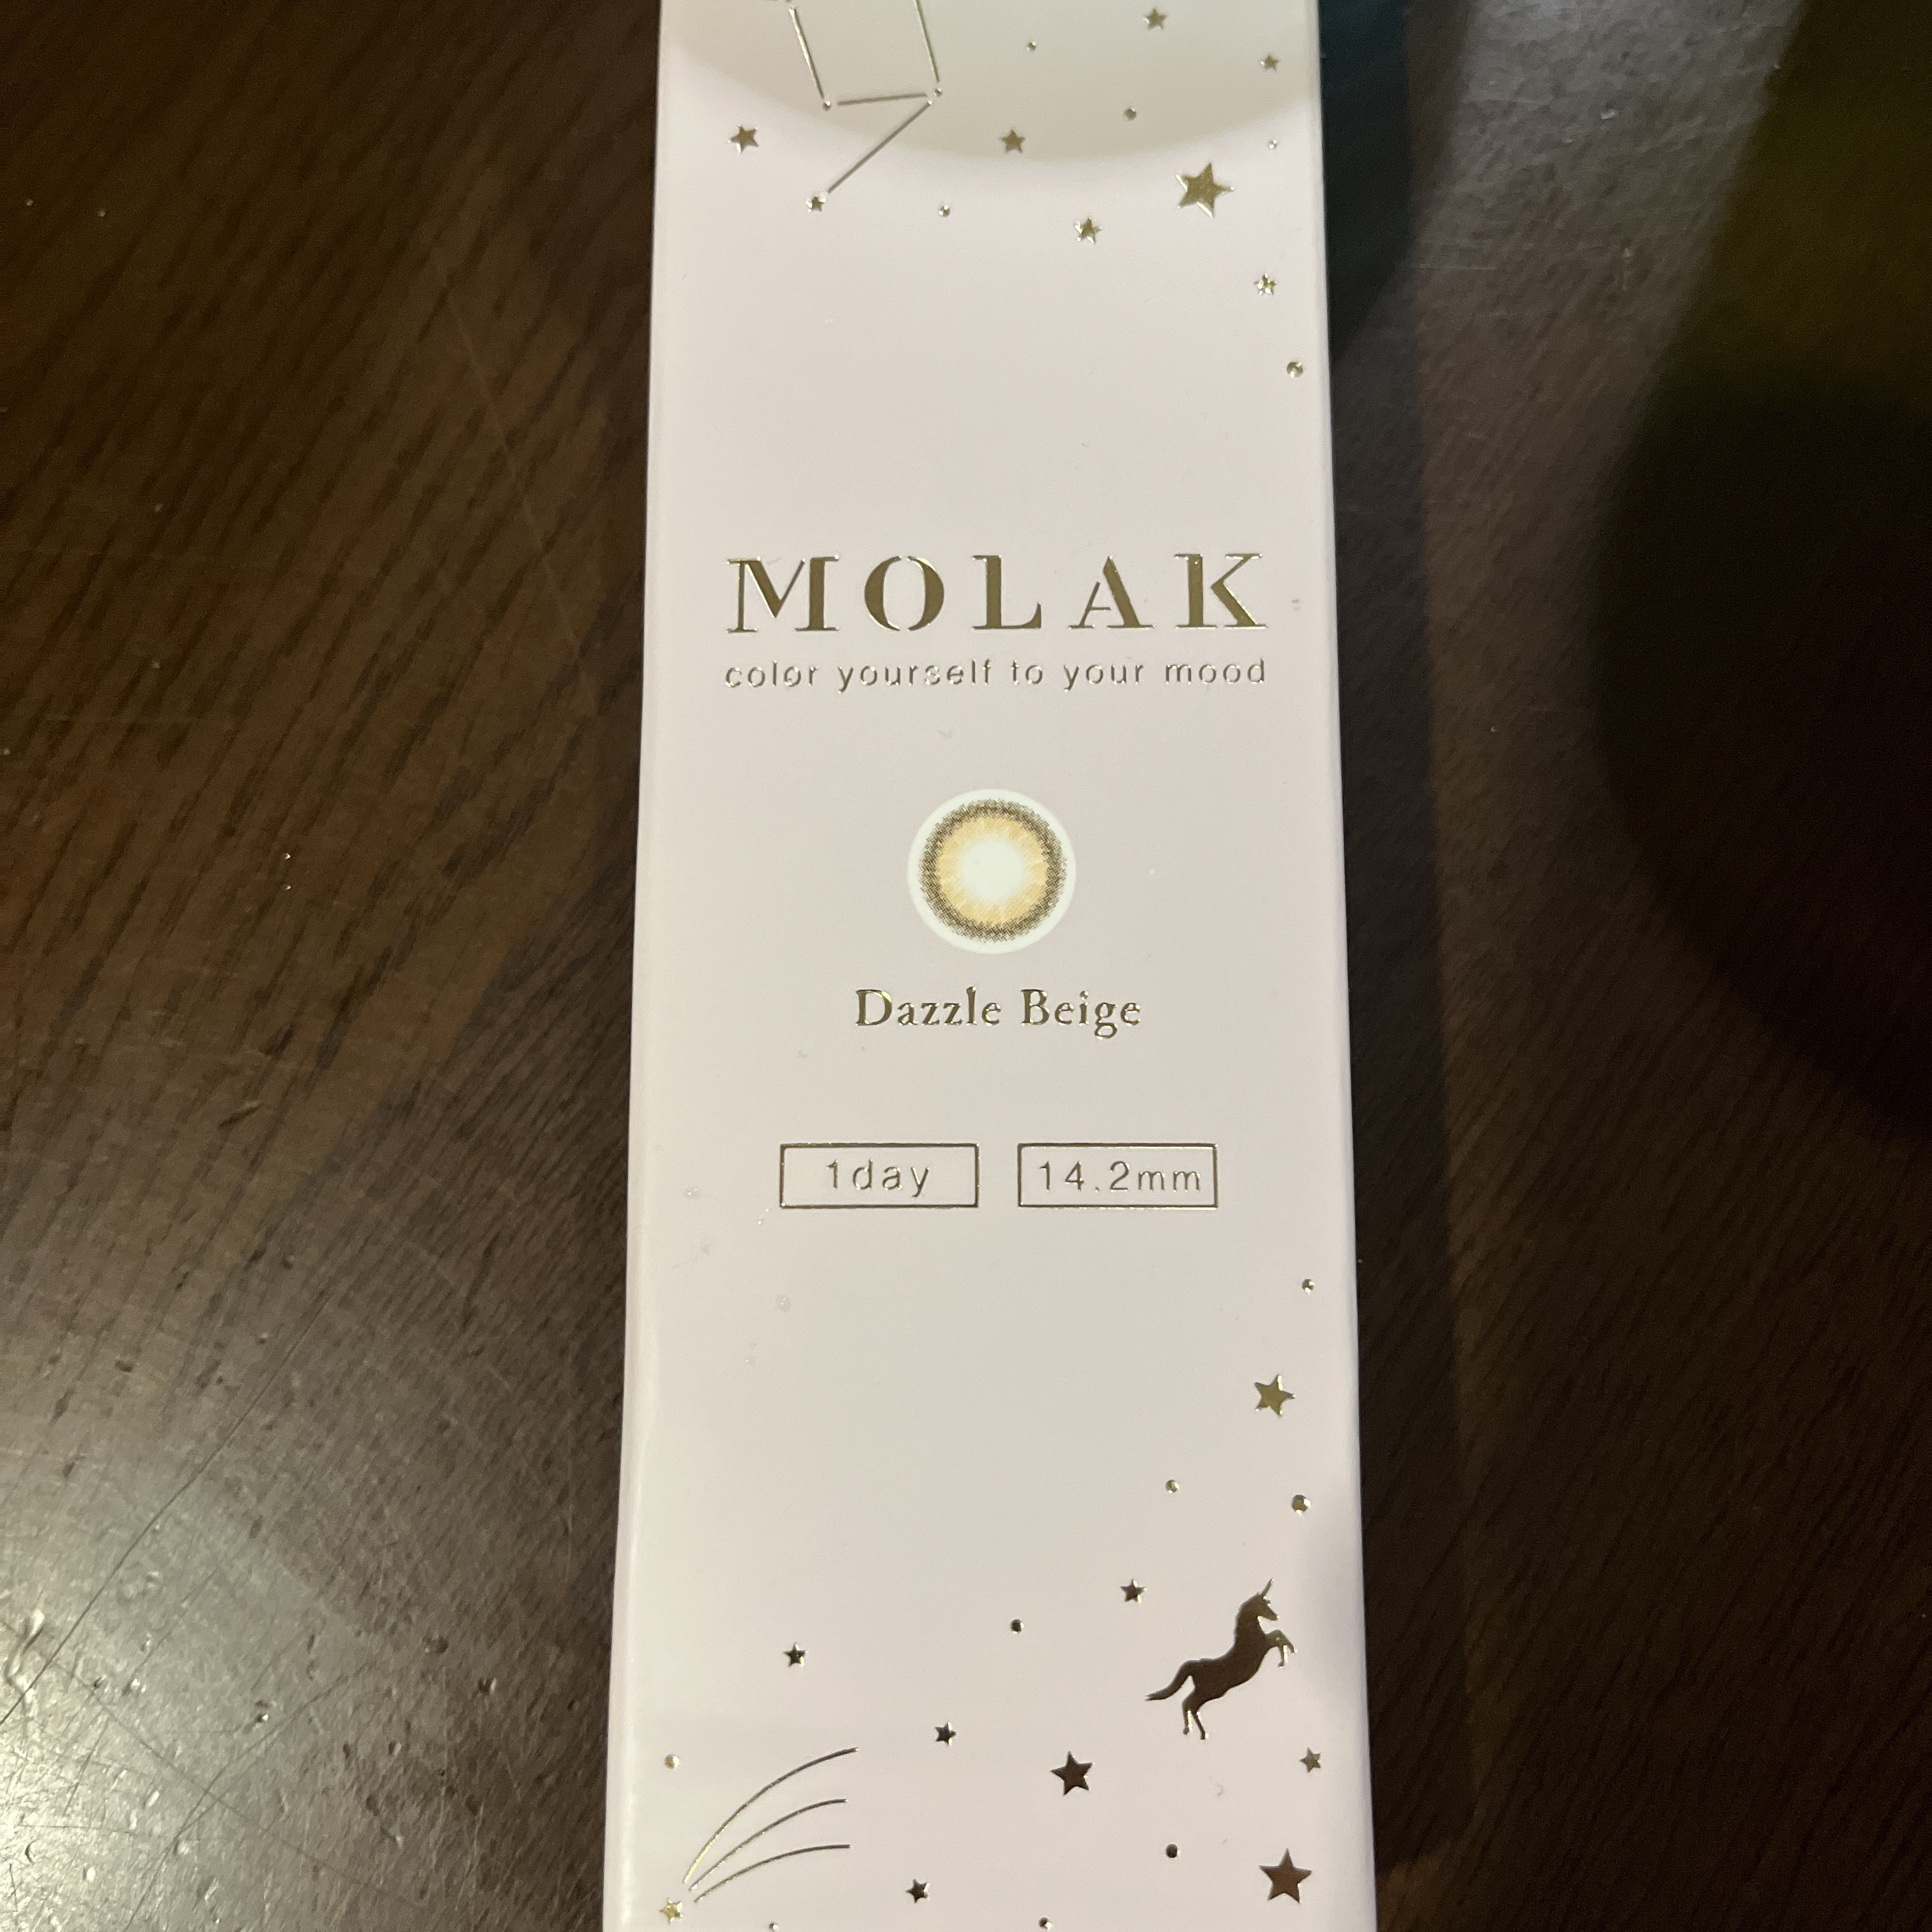 MOLAK
color yourself to your mood
Dazzle Beige
1day
14.2mm